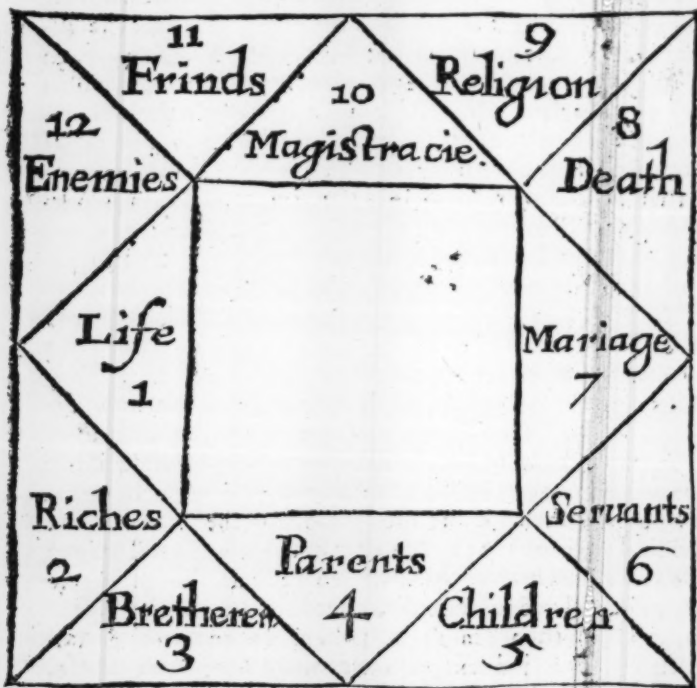 11
Frinds
9
Religion
10
Magistracie.
12
Enemies
8
Death
Life
1
Mariage
7
Riches
2
Seruants
6
Parents
4
Bretheren
3
Children
5